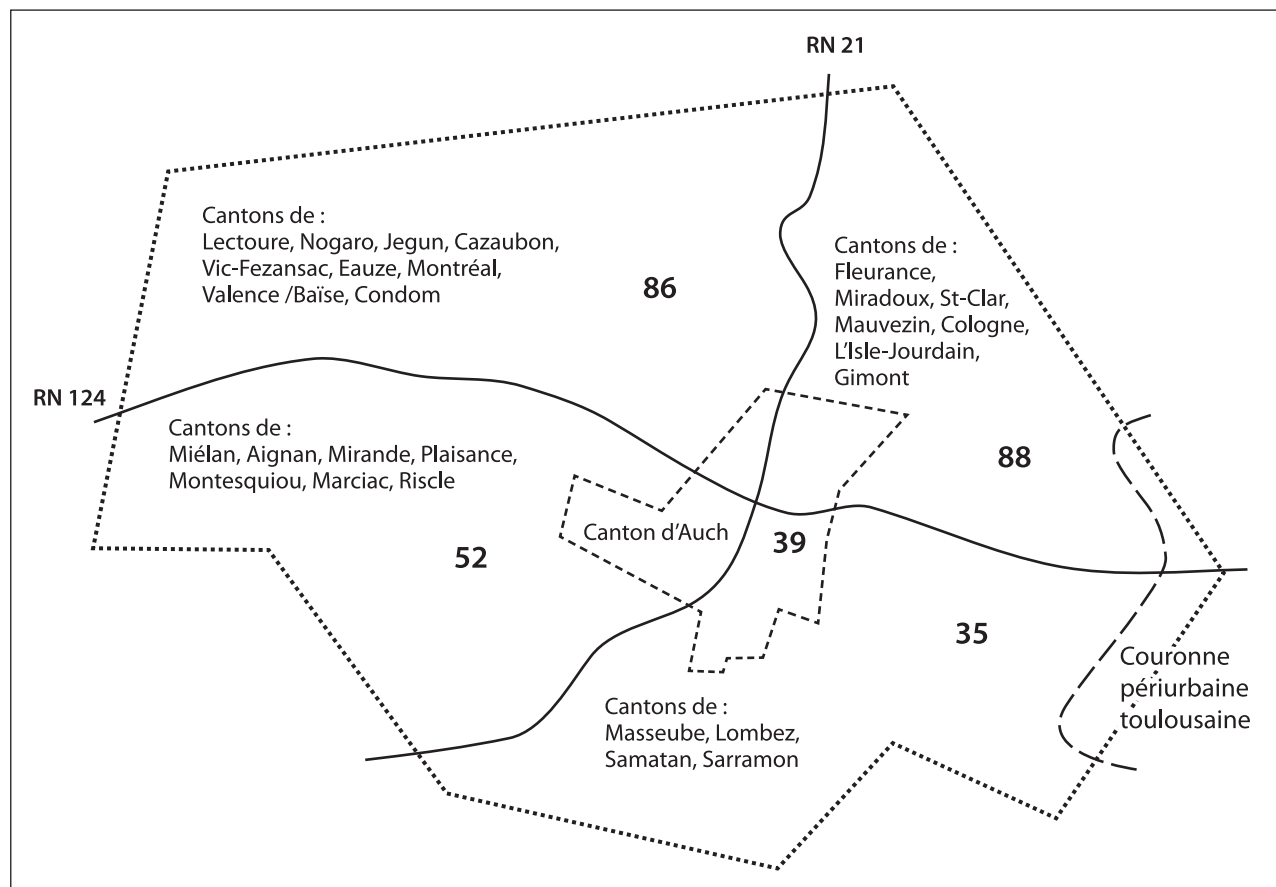 RN 21
Cantons de :
Lectoure, Nogaro, Jegun, Cazaubon,
Vic-Fezansac, Eauze, Montréal,
Valence /Baïse, Condom
86
Cantons de :
Fleurance,
Miradoux, St-Clar,
Mauvezin, Cologne,
L'Isle-Jourdain,
Gimont
RN 124
Cantons de :
Miélan, Aignan, Mirande, Plaisance,
Montesquiou, Marciac, Riscle
88
Canton d'Auch
39
52
35
Couronne
périurbaine
toulousaine
Cantons de :
Masseube, Lombez,
Samatan, Sarramon